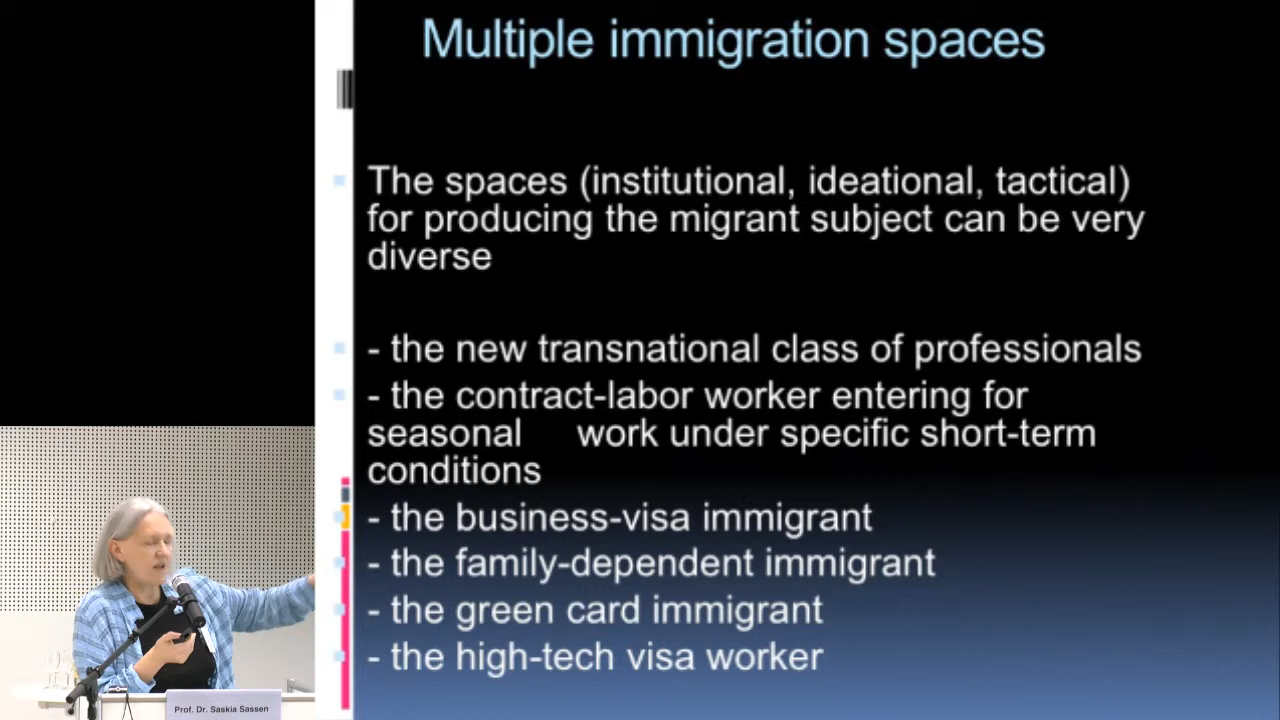 Multiple immigration spaces
The spaces (institutional, ideational, tactical)
for producing the migrant subject can be very
diverse
- the new transnational class of professionals
- the contract-labor worker entering for
seasonal work under specific short-term
conditions
- the business-visa immigrant
- the family-dependent immigrant
- the green card immigrant
- the high-tech visa worker
Prof. Dr. Saskia Sassen